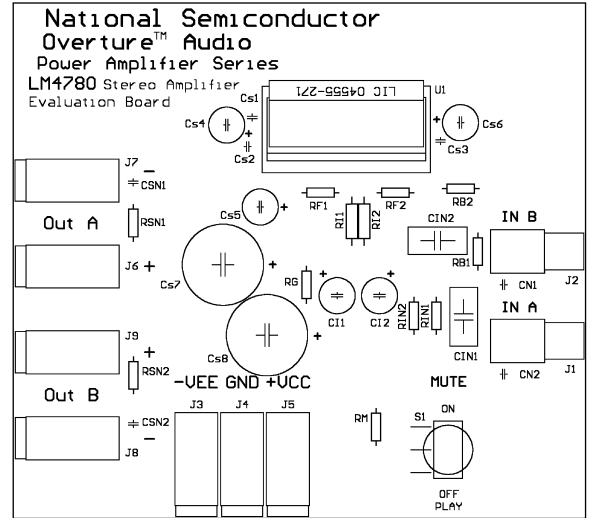 National Semiconductor
Overture™ Audio
Power Amplifier Series
LM4780 Stereo Amplifier
Evaluation Board
LIC 04555-271
U1
Cs1
Cs4
Cs2
Cs6
Cs3
J7
-
CSN1
RSN1
Out A
J6 +
Cs5
+
RF1
RI1
RI2
RF2
RB2
CIN2
IN B
RB1
J2
CN1
Cs7
+
RG
+
CI1
+
CI2
RIN2
RIN1
CIN1
IN A
J1
CN2
J9
+
RSN2
Out B
CSN2
-
J8
Cs8
+
-VEE GND +VCC
J3 J4 J5
MUTE
RM
S1
ON
OFF
PLAY